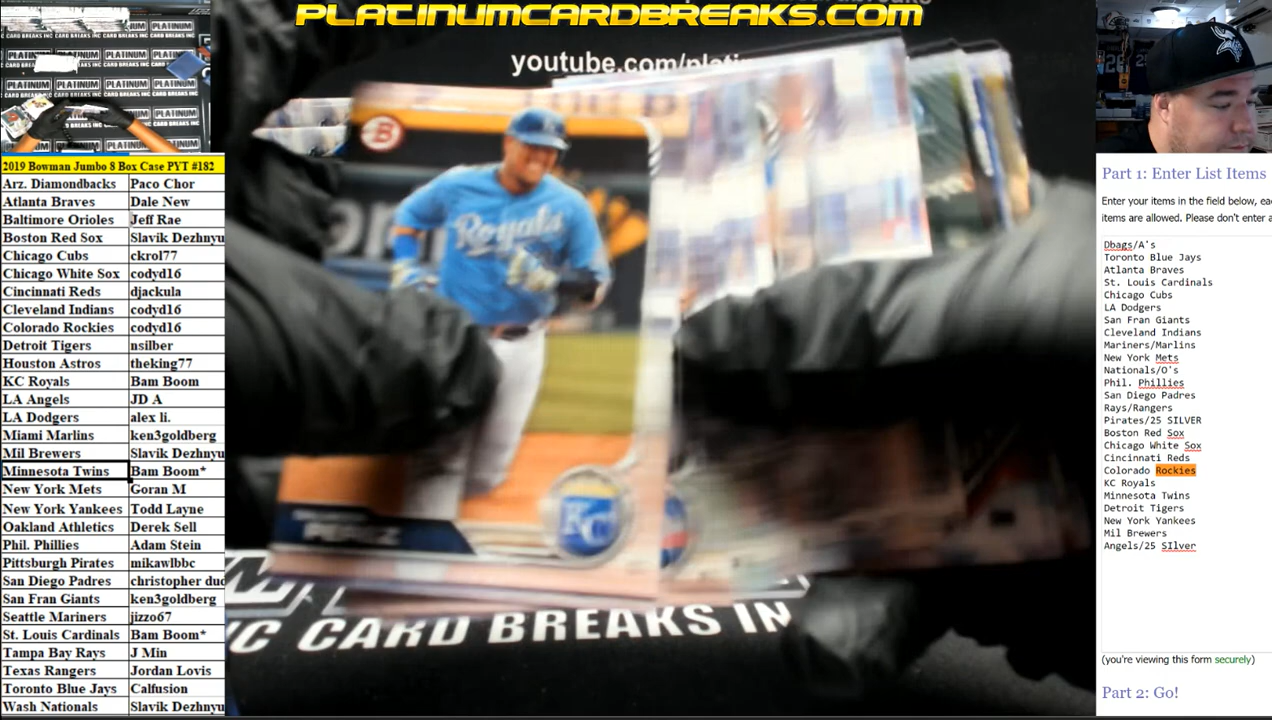 PLATINUMCARDBREAKS.COM
youtube.com/platin
2019 Bowman Jumbo 8 Box Case PYT #182
Arz. Diamondbacks Paco Chor
Atlanta Braves Dale New
Baltimore Orioles Jeff Rae
Boston Red Sox Slavik Dezhnyu
Chicago Cubs ckrol77
Chicago White Sox codyd16
Cincinnati Reds djackula
Cleveland Indians codyd16
Colorado Rockies codyd16
Detroit Tigers nsilber
Houston Astros theking77
KC Royals Bam Boom
LA Angels JD A
LA Dodgers alex li.
Miami Marlins ken3goldberg
Mil Brewers Slavik Dezhnyu
Minnesota Twins Bam Boom*
New York Mets Goran M
New York Yankees Todd Layne
Oakland Athletics Derek Sell
Phil. Phillies Adam Stein
Pittsburgh Pirates mikawlbbc
San Diego Padres christopher dud
San Fran Giants ken3goldberg
Seattle Mariners jizzo67
St. Louis Cardinals Bam Boom*
Tampa Bay Rays J Min
Texas Rangers Jordan Lovis
Toronto Blue Jays Calfusion
Wash Nationals Slavik Dezhnyu
B
Royals
PEREZ
KC
IC CARD BREAKS IN
Part 1: Enter List Items
Enter your items in the field below, eac
items are allowed. Please don't enter a
Dbags/A's
Toronto Blue Jays
Atlanta Braves
St. Louis Cardinals
Chicago Cubs
LA Dodgers
San Fran Giants
Cleveland Indians
Mariners/Marlins
New York Mets
Nationals/O's
Phil. Phillies
San Diego Padres
Rays/Rangers
Pirates/25 SILVER
Boston Red Sox
Chicago White Sox
Cincinnati Reds
Colorado Rockies
KC Royals
Minnesota Twins
Detroit Tigers
New York Yankees
Mil Brewers
Angels/25 SIlver
(you're viewing this form securely)
Part 2: Go!